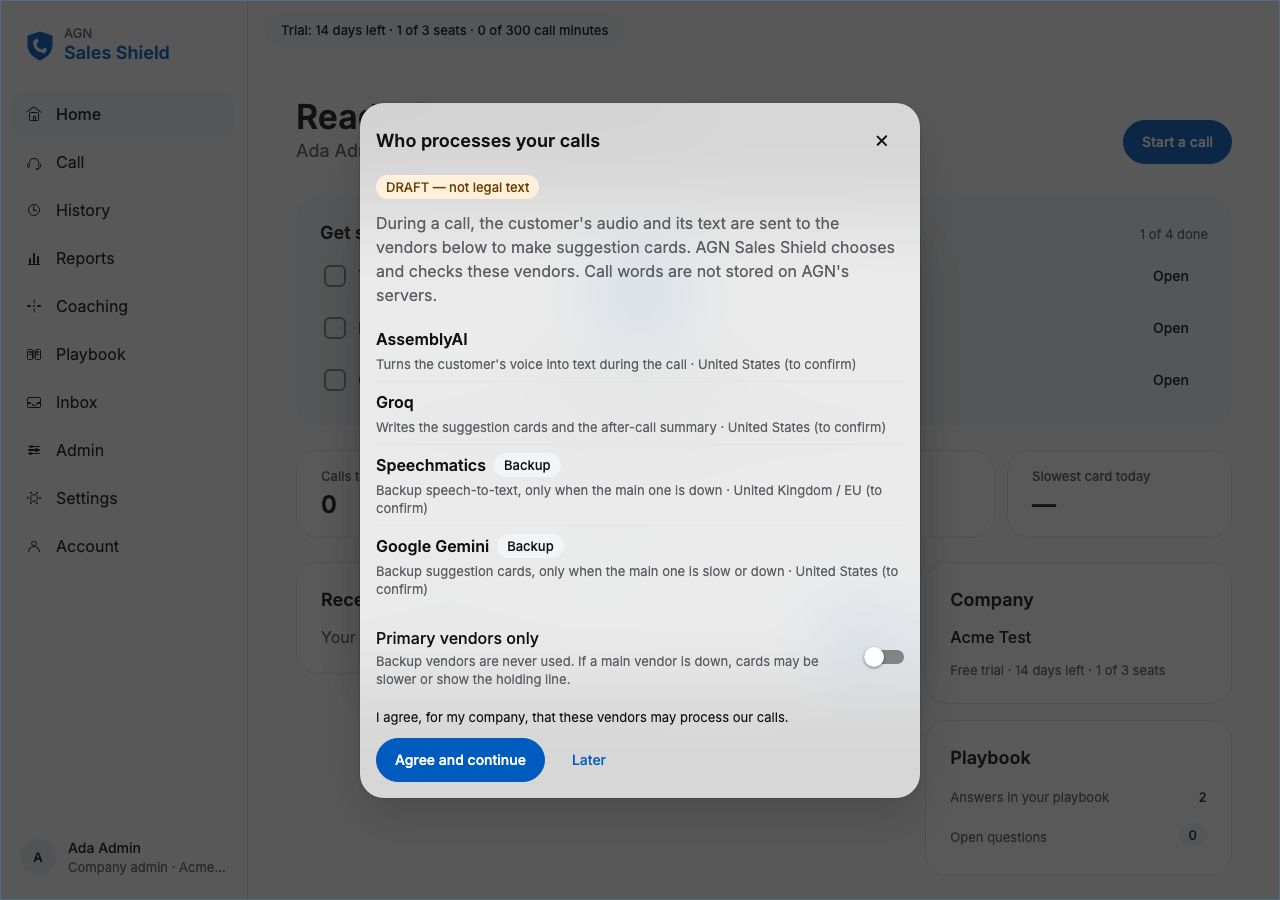 AGN
Sales Shield
Trial: 14 days left · 1 of 3 seats · 0 of 300 call minutes
Home
Call
History
Reports
Coaching
Playbook
Inbox
Admin
Settings
Account
Ada Admin
Company admin · Acme...
Start a call
1 of 4 done
Open
Open
Open
Who processes your calls
DRAFT — not legal text
During a call, the customer's audio and its text are sent to the
vendors below to make suggestion cards. AGN Sales Shield chooses
and checks these vendors. Call words are not stored on AGN's
servers.
AssemblyAI
Turns the customer's voice into text during the call · United States (to confirm)
Groq
Writes the suggestion cards and the after-call summary · United States (to confirm)
Speechmatics Backup
Backup speech-to-text, only when the main one is down · United Kingdom / EU (to
confirm)
Google Gemini Backup
Backup suggestion cards, only when the main one is slow or down · United States (to
confirm)
Primary vendors only
Backup vendors are never used. If a main vendor is down, cards may be
slower or show the holding line.
I agree, for my company, that these vendors may process our calls.
Agree and continue Later
Calls
0
Slowest card today
—
Your
Company
Acme Test
Free trial · 14 days left · 1 of 3 seats
Playbook
Answers in your playbook 2
Open questions 0